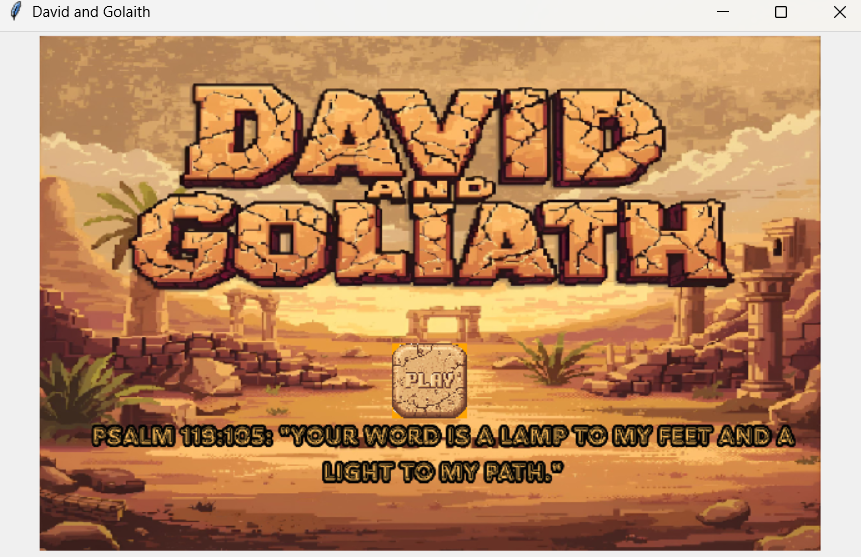 David and Golaith
DAVID
AND
GOLIATH
PLAY
PSALM 119:105: "YOUR WORD IS A LAMP TO MY FEET AND A
LIGHT TO MY PATH."